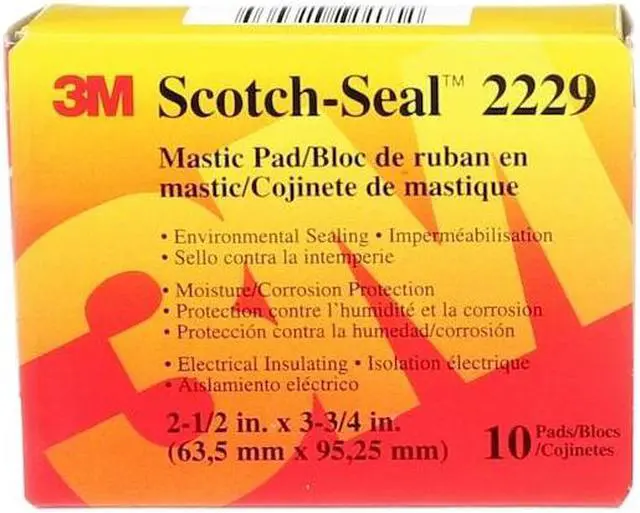 3M Scotch-Seal™ 2229
Mastic Pad/Bloc de ruban en
mastic/Cojinete de mastique
• Environmental Sealing • Imperméabilisation
• Sello contra la intemperie
• Moisture/Corrosion Protection
• Protection contre l'humidité et la corrosion
• Protección contra la humedad/corrosión
• Electrical Insulating • Isolation électrique
• Aislamiento eléctrico
2-1/2 in. x 3-3/4 in.
(63,5 mm x 95,25 mm)
10 Pads/Blocs
/Cojinetes
3M